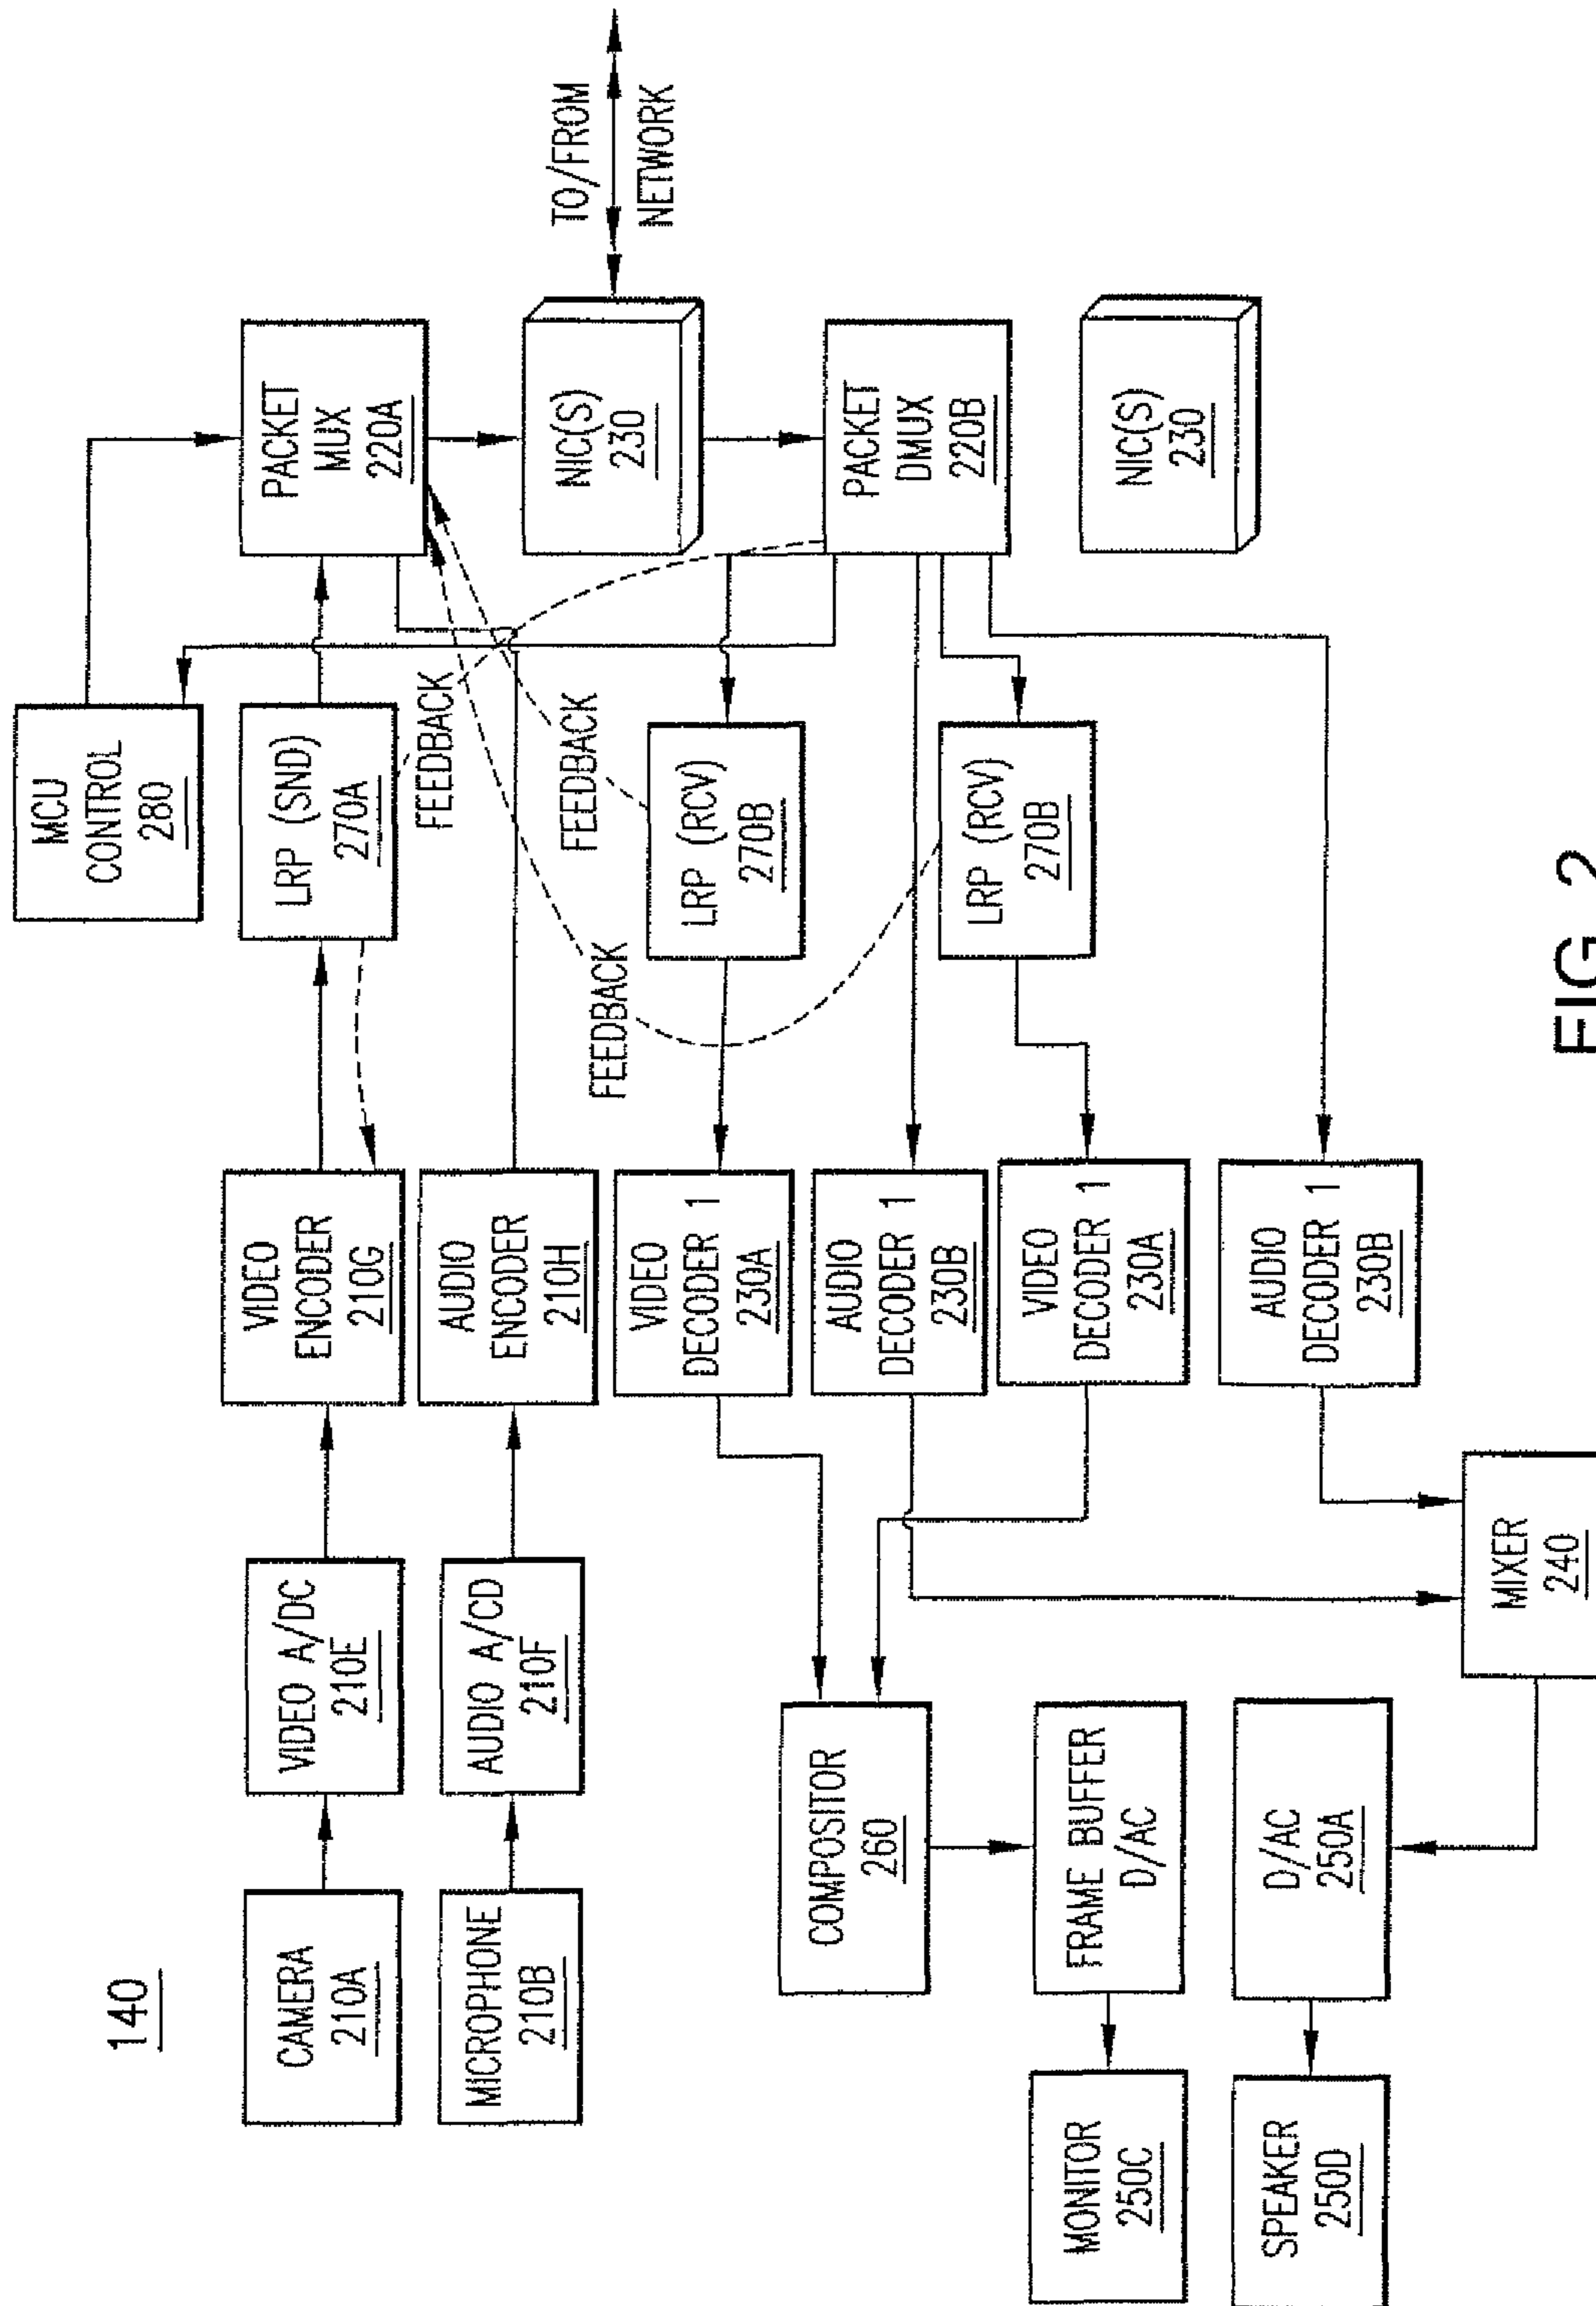 140
CAMERA
210A
VIDEO A/DC
210E
VIDEO
ENCODER
210G
LRP (SND)
270A
MCU
CONTROL
280
PACKET
MUX
220A
MICROPHONE
210B
AUDIO A/CD
210F
AUDIO
ENCODER
210H
FEEDBACK
FEEDBACK
FEEDBACK
NIC(S)
230
TO/FROM
NETWORK
VIDEO
DECODER 1
230A
LRP (RCV)
270B
COMPOSITOR
260
AUDIO
DECODER 1
230B
PACKET
DMUX
220B
VIDEO
DECODER 1
230A
LRP (RCV)
270B
MONITOR
250C
FRAME BUFFER
D/AC
NIC(S)
230
SPEAKER
250D
D/AC
250A
AUDIO
DECODER 1
230B
MIXER
240
FIG 2